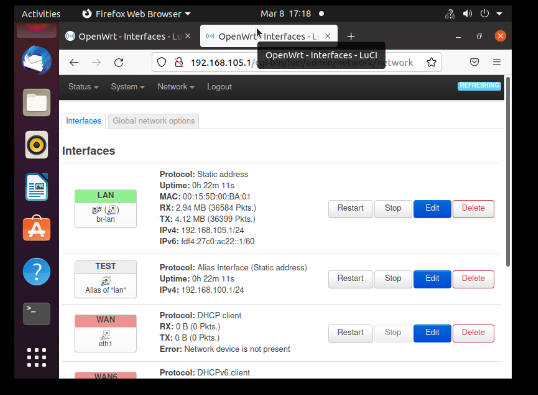 Activities Firefox Web Browser Mar 8 17:18
OpenWrt - Interfaces - Lu OpenWrt - Interfaces - L
OpenWrt - Interfaces - LuCI
192.168.105.1/ network
Status System Network Logout REFRESHING
Interfaces Global network options
Interfaces
LAN
br-lan
Protocol: Static address
Uptime: 0h 22m 11s
MAC: 00:15:5D:00:BA:01
RX: 2.94 MB (36584 Pkts.)
TX: 4.12 MB (36399 Pkts.)
IPv4: 192.168.105.1/24
IPv6: fdf4:27c0:ac22::1/60
Restart Stop Edit Delete
TEST
Alias of "lan"
Protocol: Alias Interface (Static address)
Uptime: 0h 22m 11s
IPv4: 192.168.100.1/24
Restart Stop Edit Delete
WAN
eth1
Protocol: DHCP client
RX: 0 B (0 Pkts.)
TX: 0 B (0 Pkts.)
Error: Network device is not present
Restart Stop Edit Delete
WAN6
Protocol: DHCPv6 client